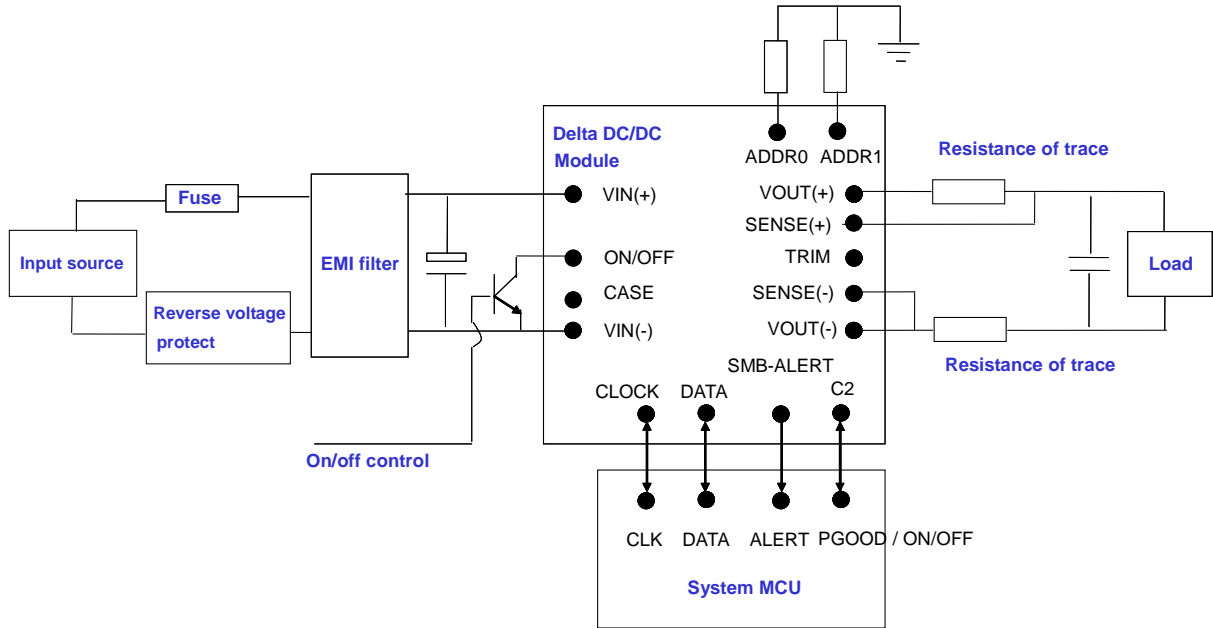 Delta DC/DC
Module
ADDR0 ADDR1
Resistance of trace
Fuse
VIN(+)
VOUT(+)
SENSE(+)
Input source
EMI filter
ON/OFF
TRIM
Load
CASE
SENSE(-)
Reverse voltage
protect
VIN(-)
VOUT(-)
SMB-ALERT
Resistance of trace
CLOCK DATA
C2
On/off control
CLK DATA ALERT PGOOD / ON/OFF
System MCU